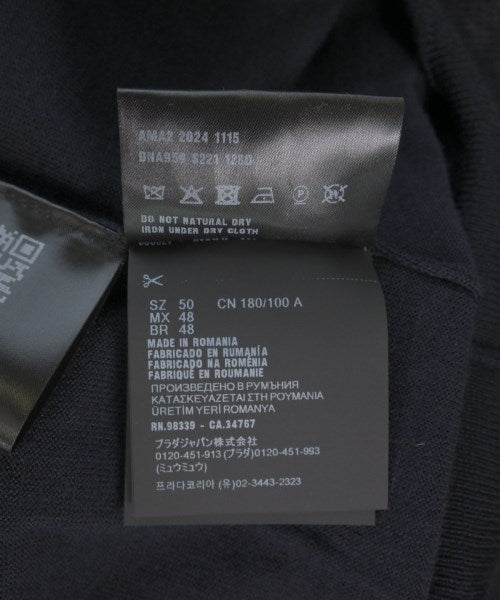 AMA2 2024 1115
DNA959 S221 128D
DO NOT NATURAL DRY
IRON UNDER DRY CLOTH
SZ 50 CN 180/100 A
MX 48
BR 48
MADE IN ROMANIA
FABRICADO EN RUMANÍA
FABRICADO NA ROMÊNIA
FABRIQUÉ EN ROUMANIE
ПРОИЗВЕДЕНО В РУМЪНИЯ
ΚΑΤΑΣΚΕΥΑΖΕΤΑΙ ΣΤΗ ΡΟΥΜΑΝΙΑ
ÜRETİM YERİ ROMANYA
RN.98339 - CA.34767
プラダジャパン株式会社
0120-451-913 (プラダ) 0120-451-993
(ミュウミュウ)
프라다코리아 (유) 02-3443-2323